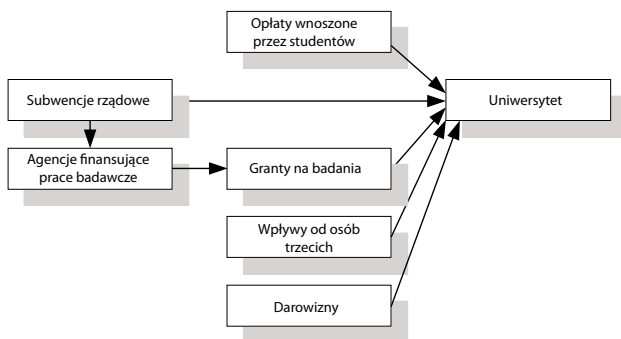 Opłaty wnoszone
przez studentów
Subwencje rządowe
Uniwersytet
Agencje finansujące
prace badawcze
Granty na badania
Wpływy od osób
trzecich
Darowizny